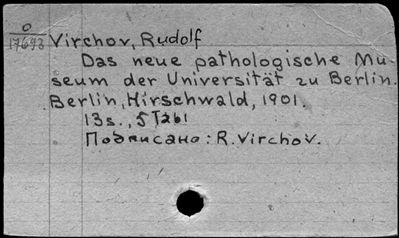 0
17693
Virchov, Rudolf
Das neue pathologische Mu-
seum der Universität zu Berlin.
Berlin, Hirschwald, 1901.
13 s., 5 Tabl
Подписано: R. Virchov.